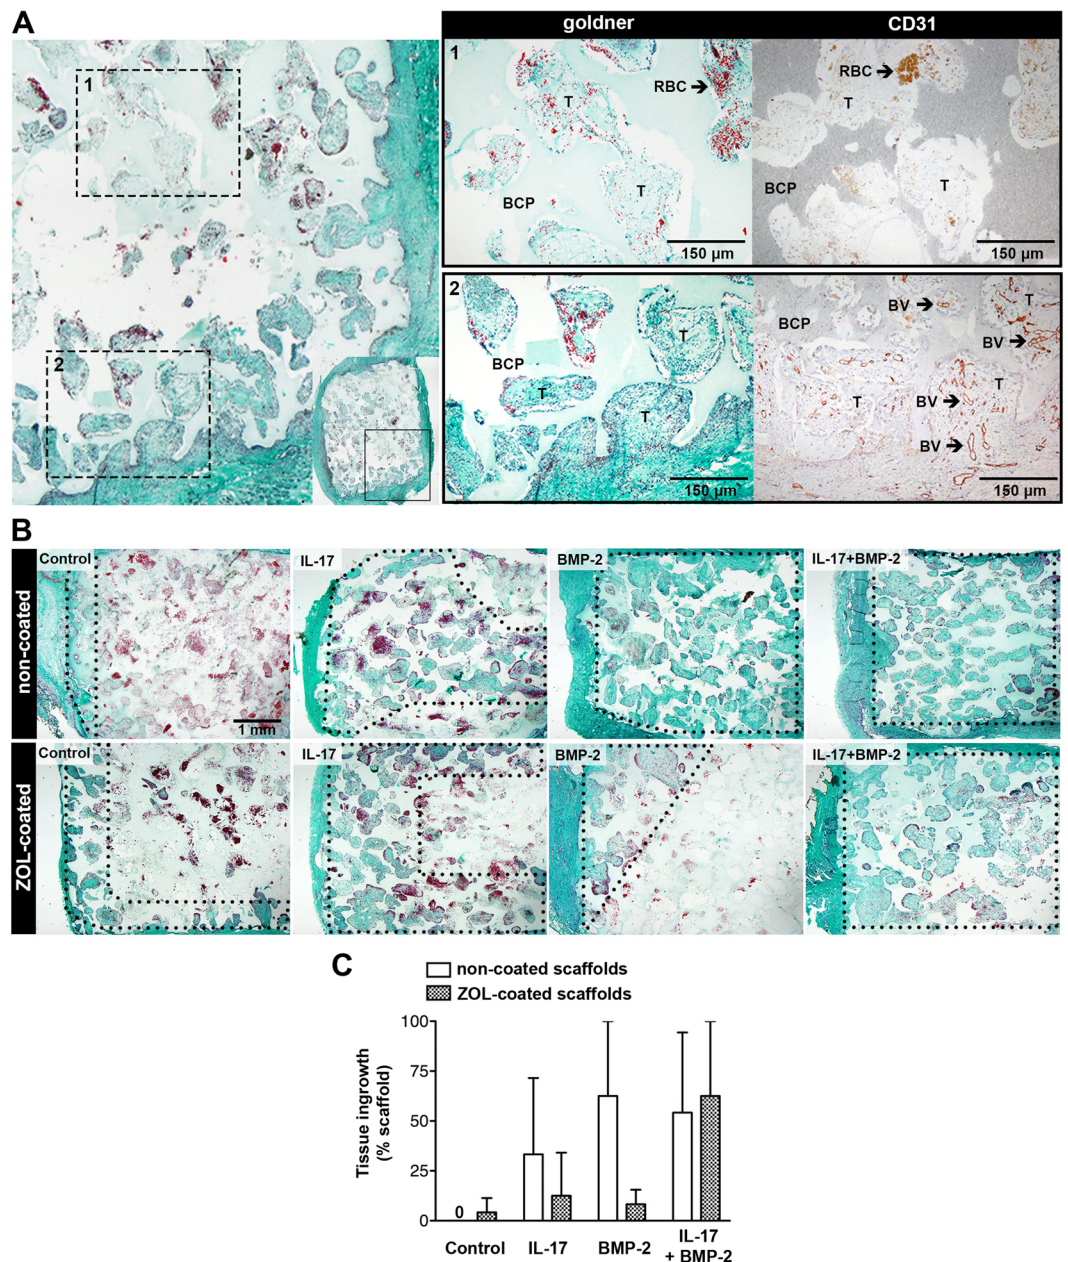 A
goldner
CD31
1
1
RBC
T
T
BCP
150 µm
RBC
T
T
BCP
150 µm
2
2
BCP
T
T
T
150 µm
BV
T
BCP
BV
T
T
BV
BV
150 µm
B
non-coated
Control
IL-17
BMP-2
IL-17+BMP-2
1 mm
ZOL-coated
Control
IL-17
BMP-2
IL-17+BMP-2
C
non-coated scaffolds
ZOL-coated scaffolds
Tissue ingrowth
(% scaffold)
100
75
50
25
0
0
Control
IL-17
BMP-2
IL-17
+ BMP-2